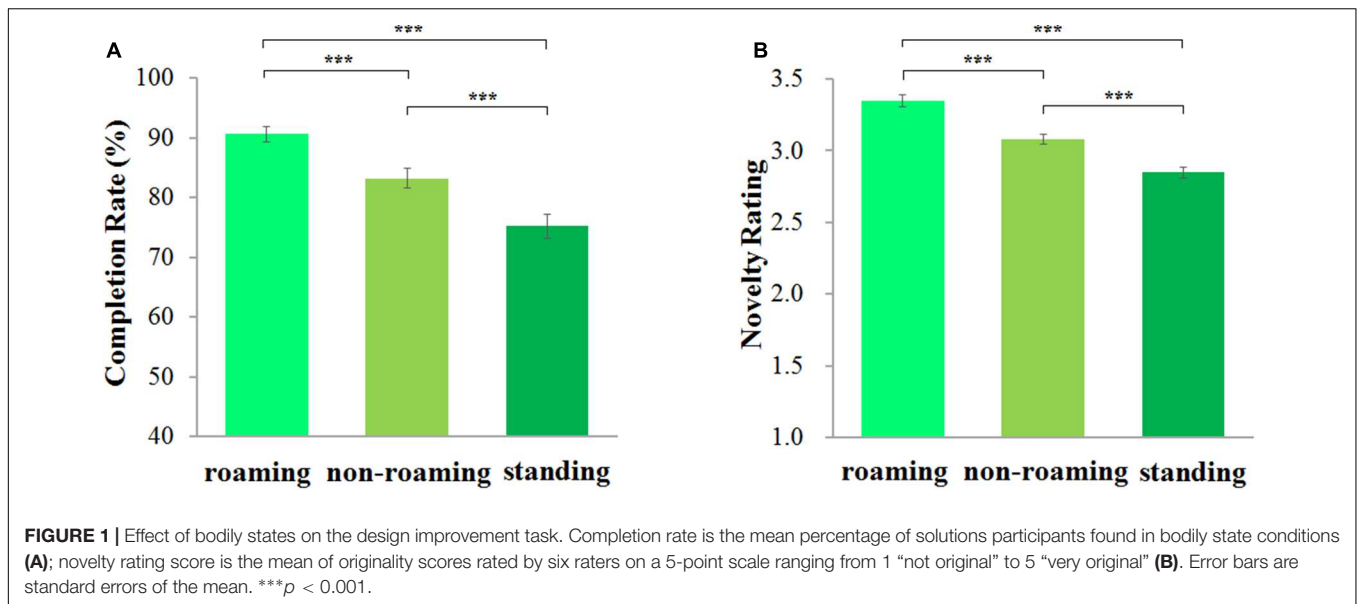 A
***
***
***
100
90
80
70
60
50
40
Completion Rate (%)
roaming non-roaming standing
B
***
***
***
3.5
3.0
2.5
2.0
1.5
1.0
Novelty Rating
roaming non-roaming standing
FIGURE 1 | Effect of bodily states on the design improvement task. Completion rate is the mean percentage of solutions participants found in bodily state conditions
(A); novelty rating score is the mean of originality scores rated by six raters on a 5-point scale ranging from 1 “not original” to 5 “very original” (B). Error bars are
standard errors of the mean. ***p < 0.001.